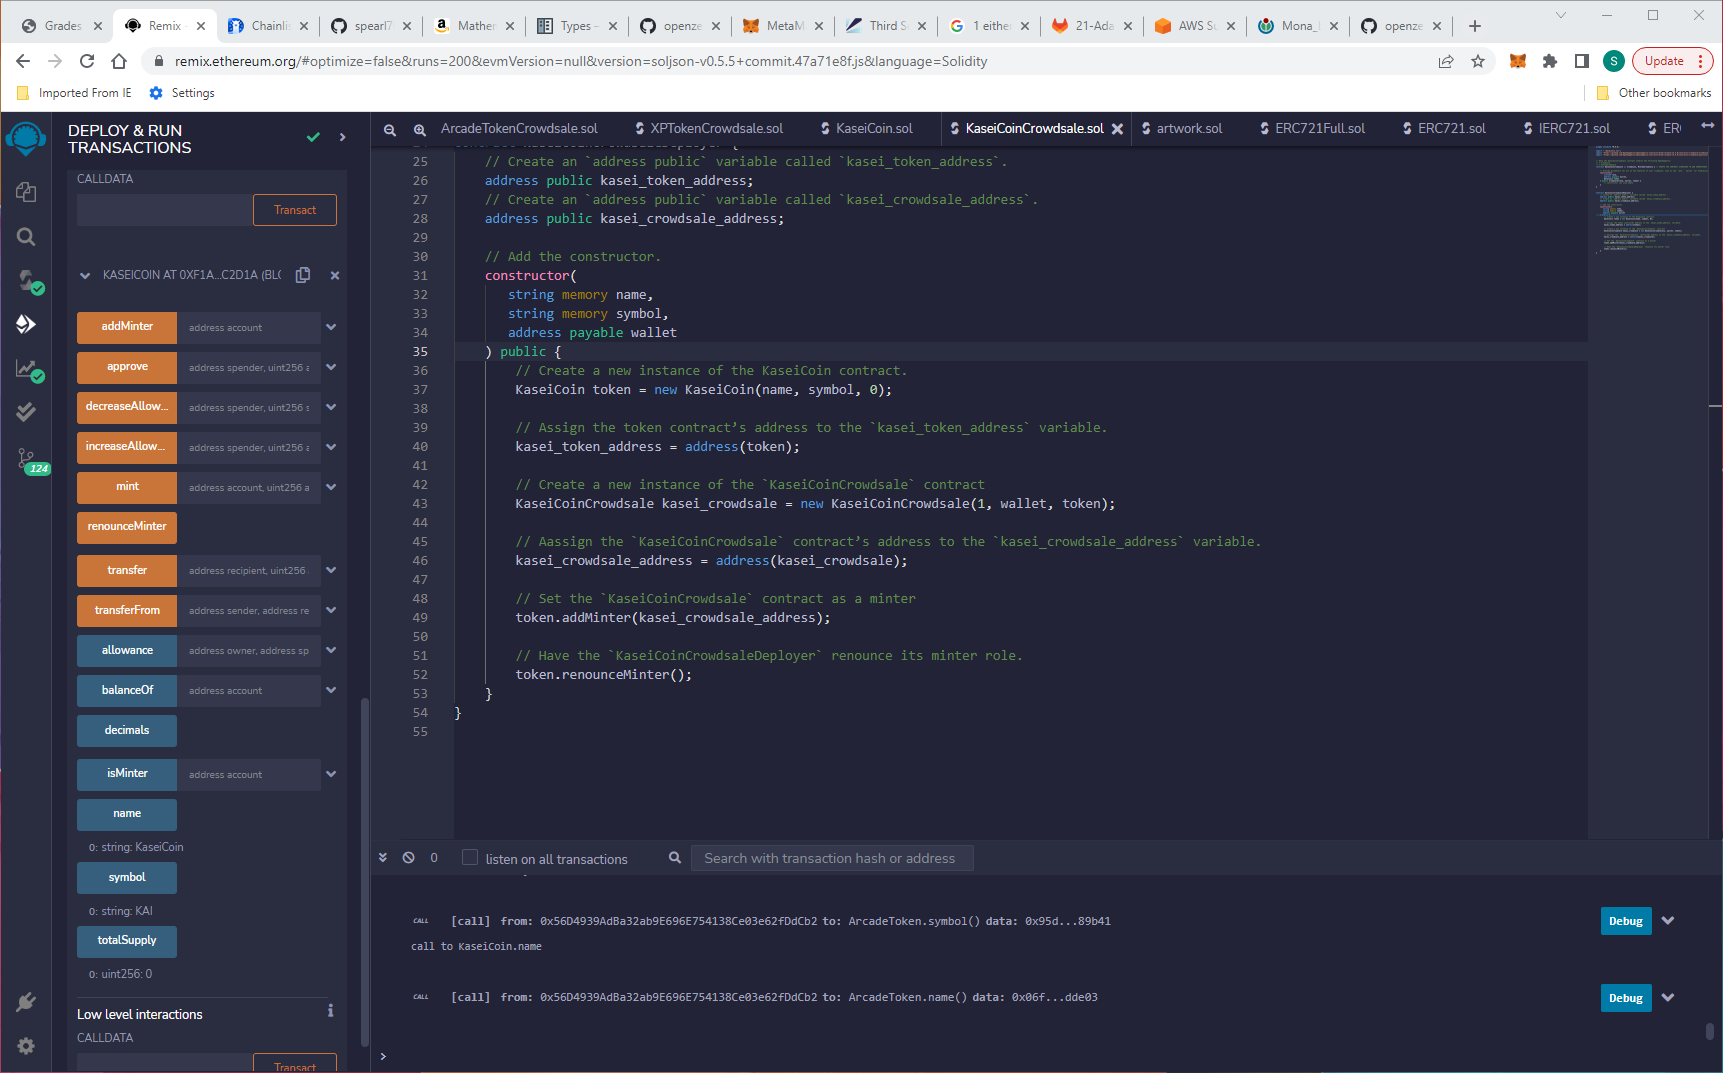 Grades
Remix -
Chainlis
spearl7
Mathem
Types –
openze
MetaM
Third Se
1 either
21-Ada
AWS Su
Mona_
openze
remix.ethereum.org/#optimize=false&runs=200&evmVersion=null&version=soljson-v0.5.5+commit.47a71e8f.js&language=Solidity
S
Update
Imported From IE
Settings
Other bookmarks
DEPLOY & RUN
TRANSACTIONS
CALLDATA
Transact
KASEICOIN AT 0XF1A...C2D1A (BLO
addMinter
address account
approve
address spender, uint256 a
decreaseAllow...
address spender, uint256 s
increaseAllow...
address spender, uint256 a
mint
address account, uint256 a
renounceMinter
transfer
address recipient, uint256
transferFrom
address sender, address re
allowance
address owner, address sp
balanceOf
address account
decimals
isMinter
address account
name
0: string: KaseiCoin
symbol
0: string: KAI
totalSupply
0: uint256: 0
Low level interactions
CALLDATA
Transact
124
ArcadeTokenCrowdsale.sol
XPTokenCrowdsale.sol
KaseiCoin.sol
KaseiCoinCrowdsale.sol
artwork.sol
ERC721Full.sol
ERC721.sol
IERC721.sol
ERC
25 // Create an `address public` variable called `kasei_token_address`.
26 address public kasei_token_address;
27 // Create an `address public` variable called `kasei_crowdsale_address`.
28 address public kasei_crowdsale_address;
29
30 // Add the constructor.
31 constructor(
32 string memory name,
33 string memory symbol,
34 address payable wallet
35 ) public {
36 // Create a new instance of the KaseiCoin contract.
37 KaseiCoin token = new KaseiCoin(name, symbol, 0);
38
39 // Assign the token contract’s address to the `kasei_token_address` variable.
40 kasei_token_address = address(token);
41
42 // Create a new instance of the `KaseiCoinCrowdsale` contract
43 KaseiCoinCrowdsale kasei_crowdsale = new KaseiCoinCrowdsale(1, wallet, token);
44
45 // Aassign the `KaseiCoinCrowdsale` contract’s address to the `kasei_crowdsale_address` variable.
46 kasei_crowdsale_address = address(kasei_crowdsale);
47
48 // Set the `KaseiCoinCrowdsale` contract as a minter
49 token.addMinter(kasei_crowdsale_address);
50
51 // Have the `KaseiCoinCrowdsaleDeployer` renounce its minter role.
52 token.renounceMinter();
53 }
54 }
55
0
listen on all transactions
Search with transaction hash or address
CALL [call] from: 0x56D4939AdBa32ab9E696E754138Ce03e62fDdCb2 to: ArcadeToken.symbol() data: 0x95d...89b41
Debug
call to KaseiCoin.name
CALL [call] from: 0x56D4939AdBa32ab9E696E754138Ce03e62fDdCb2 to: ArcadeToken.name() data: 0x06f...dde03
Debug
>